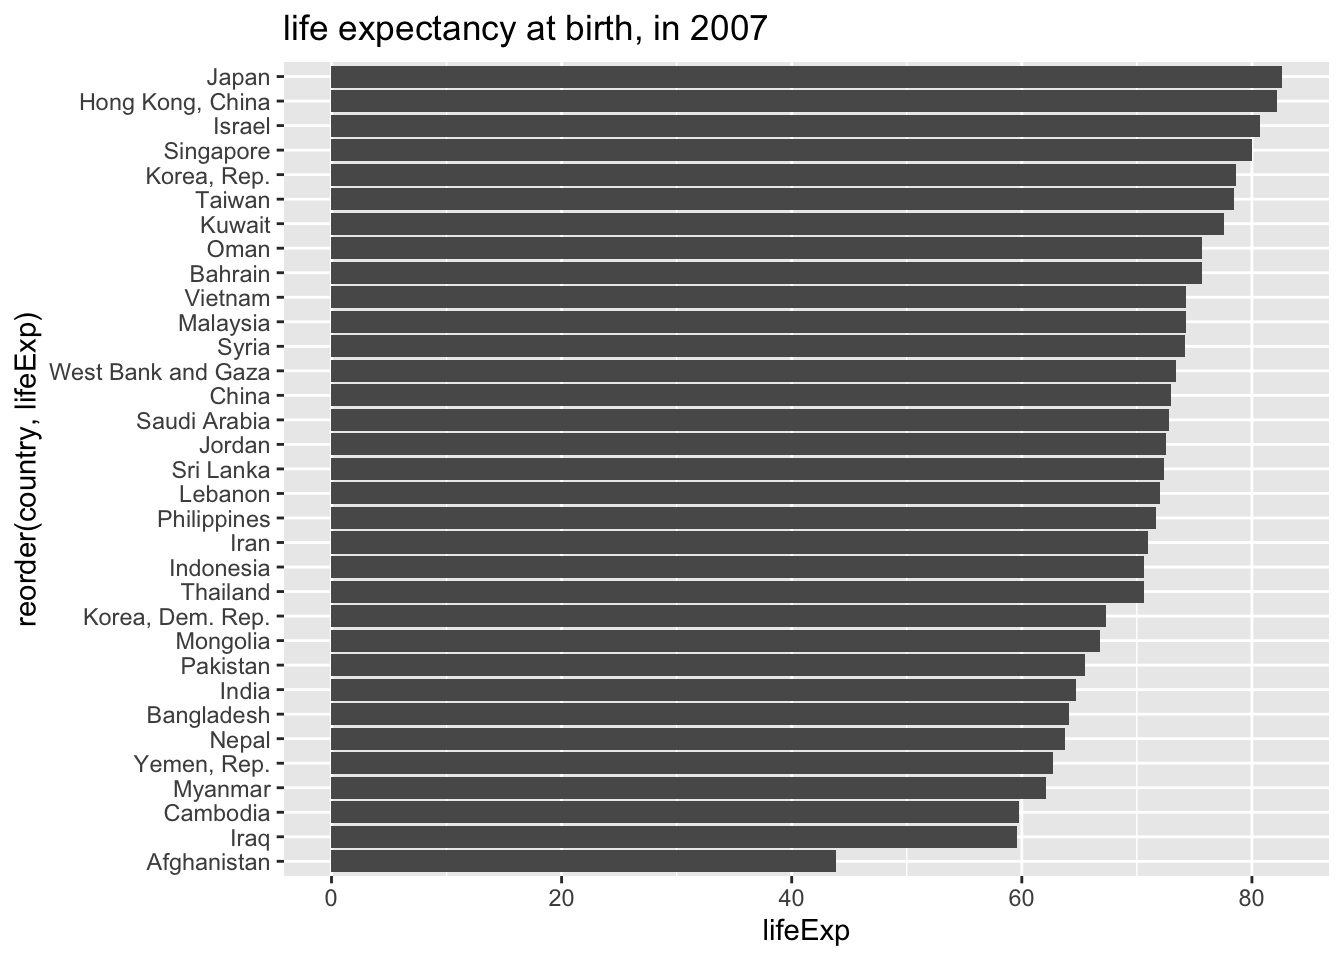 life expectancy at birth, in 2007
reorder(country, lifeExp)
Japan
Hong Kong, China
Israel
Singapore
Korea, Rep.
Taiwan
Kuwait
Oman
Bahrain
Vietnam
Malaysia
Syria
West Bank and Gaza
China
Saudi Arabia
Jordan
Sri Lanka
Lebanon
Philippines
Iran
Indonesia
Thailand
Korea, Dem. Rep.
Mongolia
Pakistan
India
Bangladesh
Nepal
Yemen, Rep.
Myanmar
Cambodia
Iraq
Afghanistan
0 20 40 60 80
lifeExp